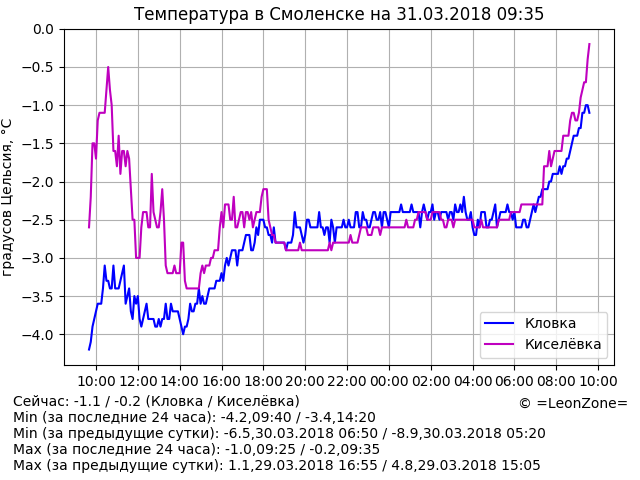 Температура в Смоленске на 31.03.2018 09:35
градусов Цельсия, °C
0.0
−0.5
−1.0
−1.5
−2.0
−2.5
−3.0
−3.5
−4.0
Кловка
Киселёвка
10:00 12:00 14:00 16:00 18:00 20:00 22:00 00:00 02:00 04:00 06:00 08:00 10:00
© =LeonZone=
Сейчас: -1.1 / -0.2 (Кловка / Киселёвка)
Min (за последние 24 часа): -4.2,09:40 / -3.4,14:20
Min (за предыдущие сутки): -6.5,30.03.2018 06:50 / -8.9,30.03.2018 05:20
Max (за последние 24 часа): -1.0,09:25 / -0.2,09:35
Max (за предыдущие сутки): 1.1,29.03.2018 16:55 / 4.8,29.03.2018 15:05